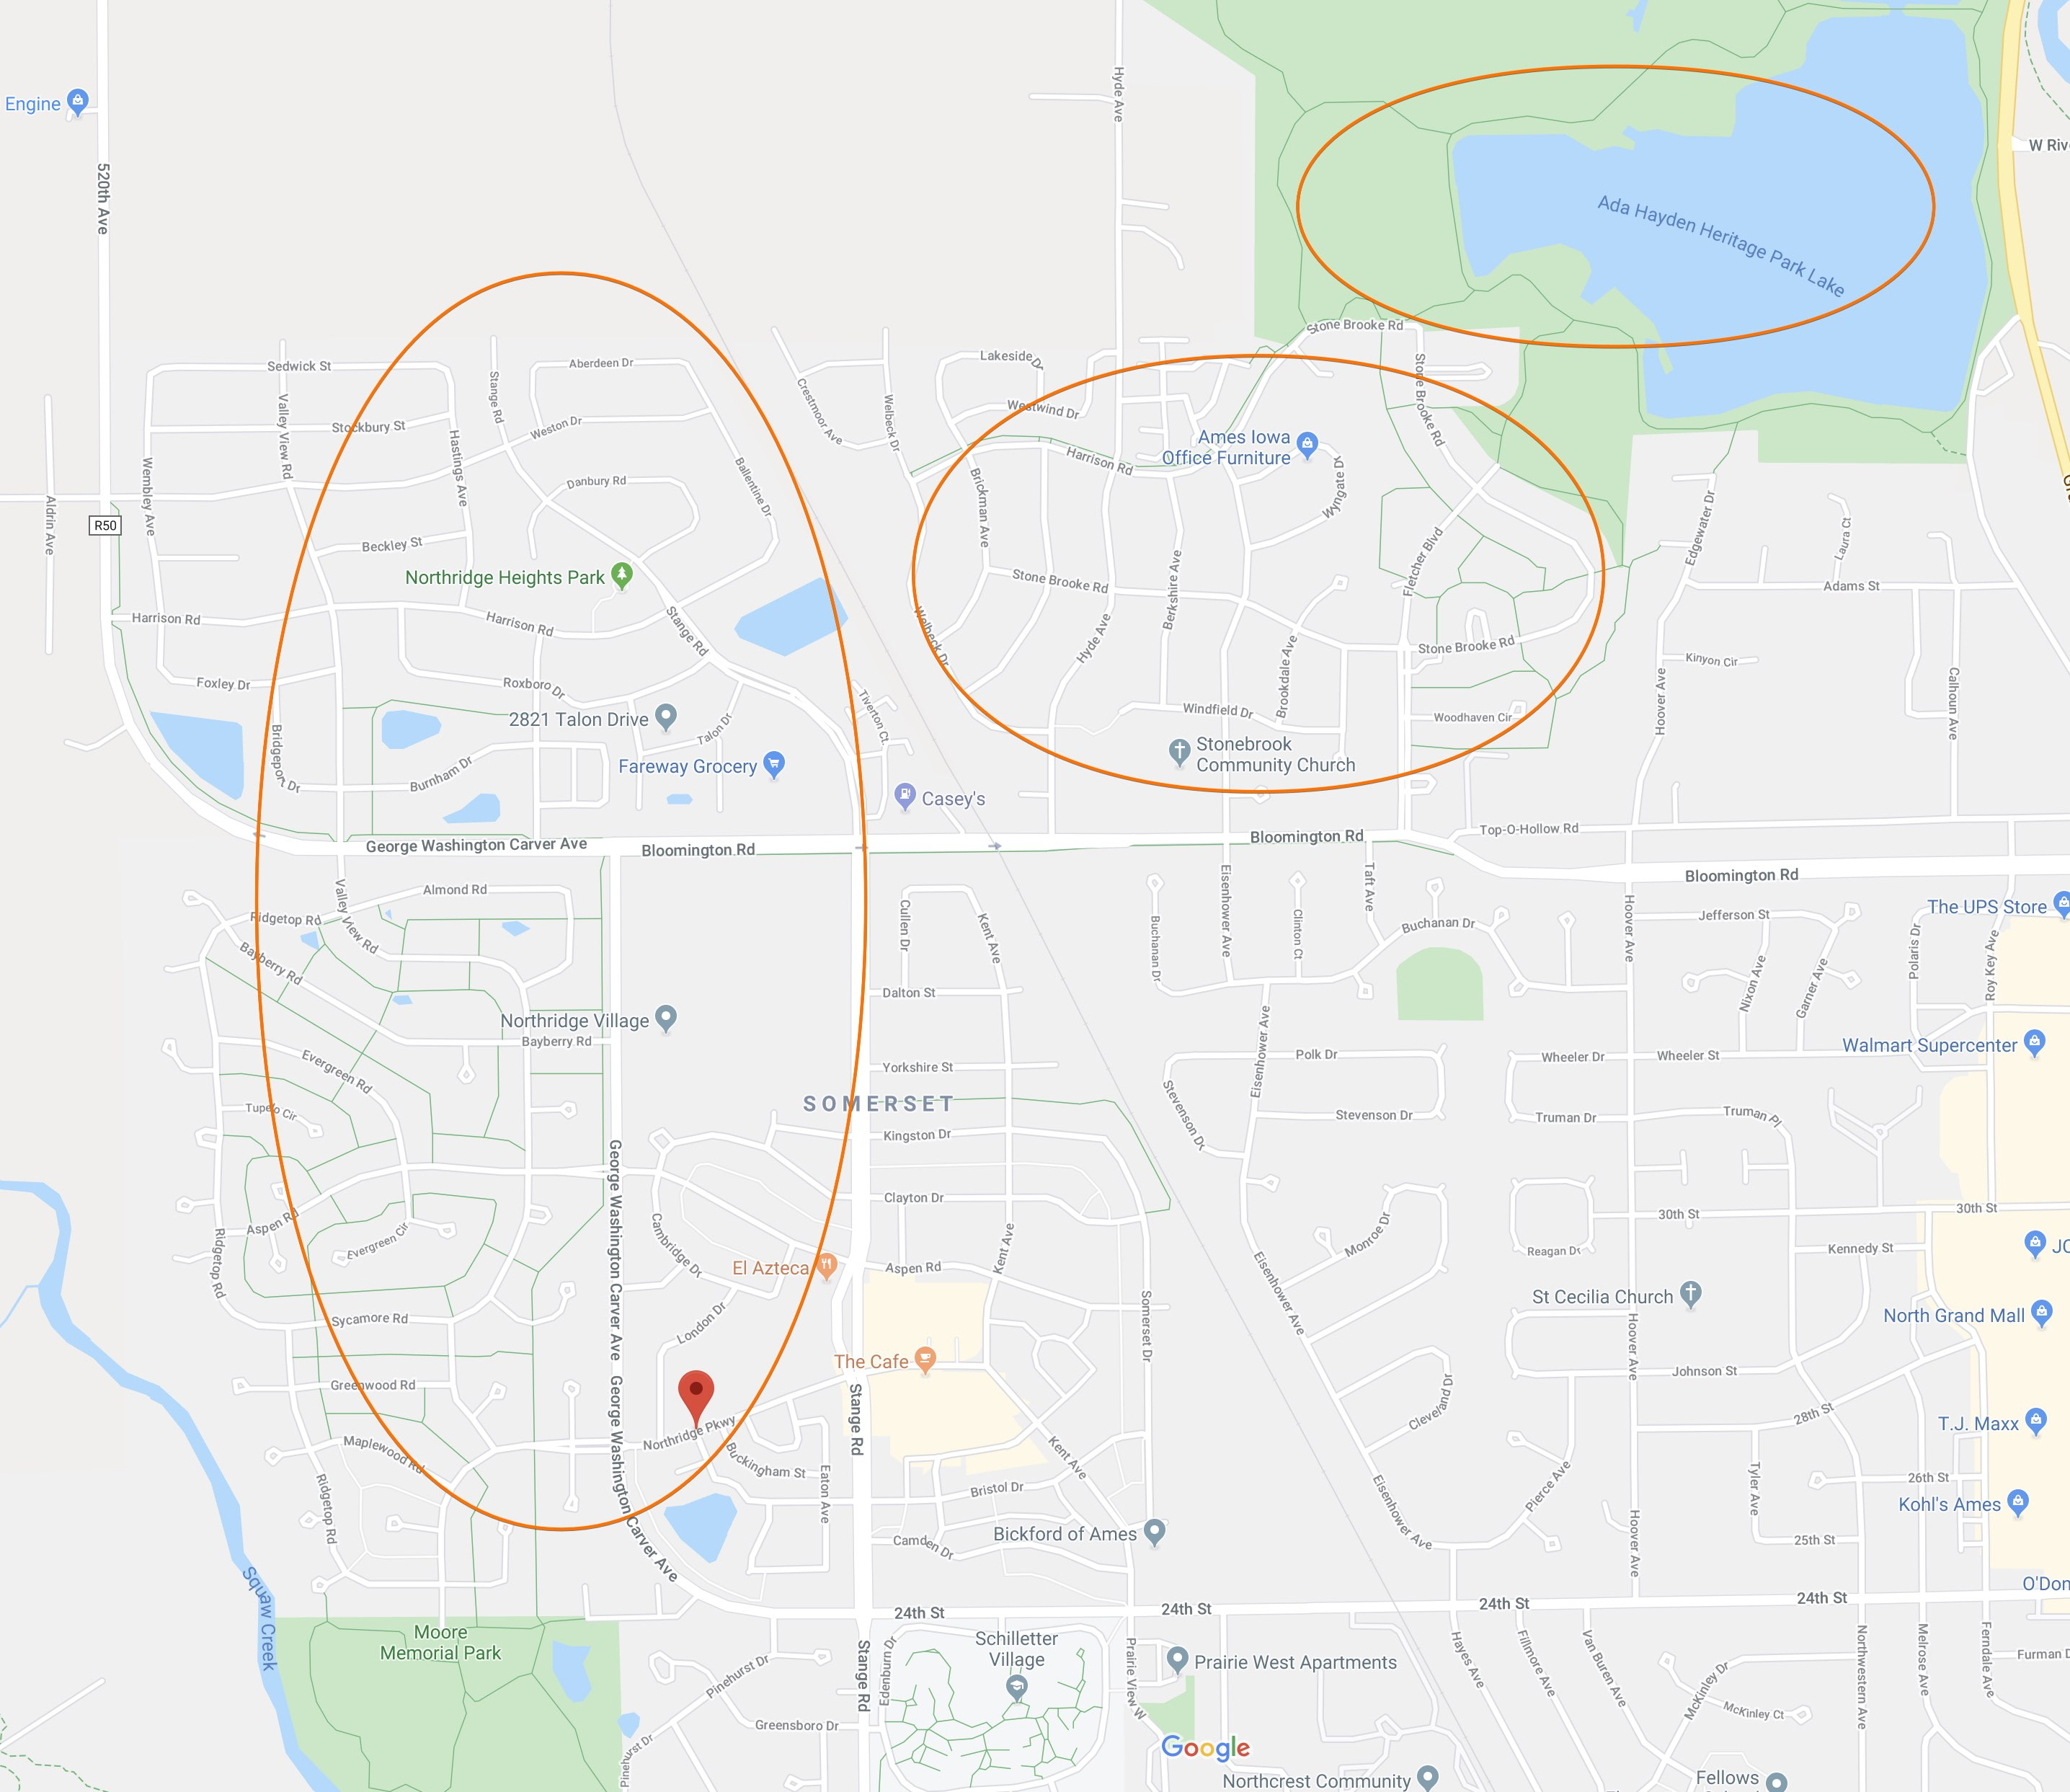 Engine
520th Ave
Hyde Ave
W Riv
Ada Hayden Heritage Park Lake
Stone Brooke Rd
Sedwick St
Aberdeen Dr
Lakeside Dr
Stange Rd
Crestmoor Ave
Welbeck Dr
Stone Brooke Rd
Valley View Rd
Stockbury St
Weston Dr
Westwind Dr
Hastings Ave
Wembley Ave
Ames Iowa
Office Furniture
Harrison Rd
Ballentine Dr
Danbury Rd
Brickman Ave
Wyngate Dr
Aldrin Ave
R50
Edgewater Dr
Laura Ct
Beckley St
Northridge Heights Park
Stone Brooke Rd
Berkshire Ave
Fletcher Blvd
Adams St
Harrison Rd
Harrison Rd
Stange Rd
Welbeck Dr
Hyde Ave
Brookdale Ave
Stone Brooke Rd
Kinyon Cir
Hoover Ave
Calhoun Ave
Foxley Dr
Roxboro Dr
Tiverton Ct
2821 Talon Drive
Talon Dr
Windfield Dr
Woodhaven Cir
Bridgeport Dr
Burnham Dr
Fareway Grocery
Stonebrook
Community Church
Casey's
George Washington Carver Ave
Bloomington Rd
Bloomington Rd
Top-O-Hollow Rd
Bloomington Rd
Almond Rd
Valley View Rd
Ridgetop Rd
Cullen Dr
Kent Ave
Buchanan Dr
Eisenhower Ave
Clinton Ct
Taft Ave
Buchanan Dr
Hoover Ave
Jefferson St
The UPS Store
Polaris Dr
Roy Key Ave
Bayberry Rd
Dalton St
Nixon Ave
Garner Ave
Northridge Village
Bayberry Rd
Evergreen Rd
Yorkshire St
Eisenhower Ave
Polk Dr
Wheeler Dr
Wheeler St
Walmart Supercenter
Tupelo Cir
SOMERSET
Stevenson Dr
Stevenson Dr
Truman Dr
Truman Pl
Kingston Dr
George Washington Carver Ave
Clayton Dr
Aspen Rd
Evergreen Cir
Ridgetop Rd
Cambridge Dr
Kent Ave
Monroe Dr
Reagan Dr
30th St
30th St
Kennedy St
JC
El Azteca
Aspen Rd
Eisenhower Ave
St Cecilia Church
North Grand Mall
Sycamore Rd
London Dr
Somerset Dr
Hoover Ave
The Cafe
Greenwood Rd
George Washington Carver Ave
Stange Rd
Cleveland Dr
Johnson St
28th St
T.J. Maxx
Northridge Pkwy
Maplewood Rd
Buckingham St
Kent Ave
Ridgetop Rd
Eaton Ave
Bristol Dr
Eisenhower Ave
Pierce Ave
Tyler Ave
26th St
Kohl's Ames
Hoover Ave
Bickford of Ames
Camden Dr
25th St
Squaw Creek
O'Don
24th St
24th St
24th St
24th St
Moore
Memorial Park
Schilletter
Village
Edenburn Dr
Stange Rd
Prairie View W
Prairie West Apartments
Hayes Ave
Fillmore Ave
Van Buren Ave
McKinley Dr
McKinley Ct
Northwestern Ave
Melrose Ave
Ferndale Ave
Furman D
Pinehurst Dr
Greensboro Dr
Pinehurst Dr
Google
Northcrest Community
Fellows